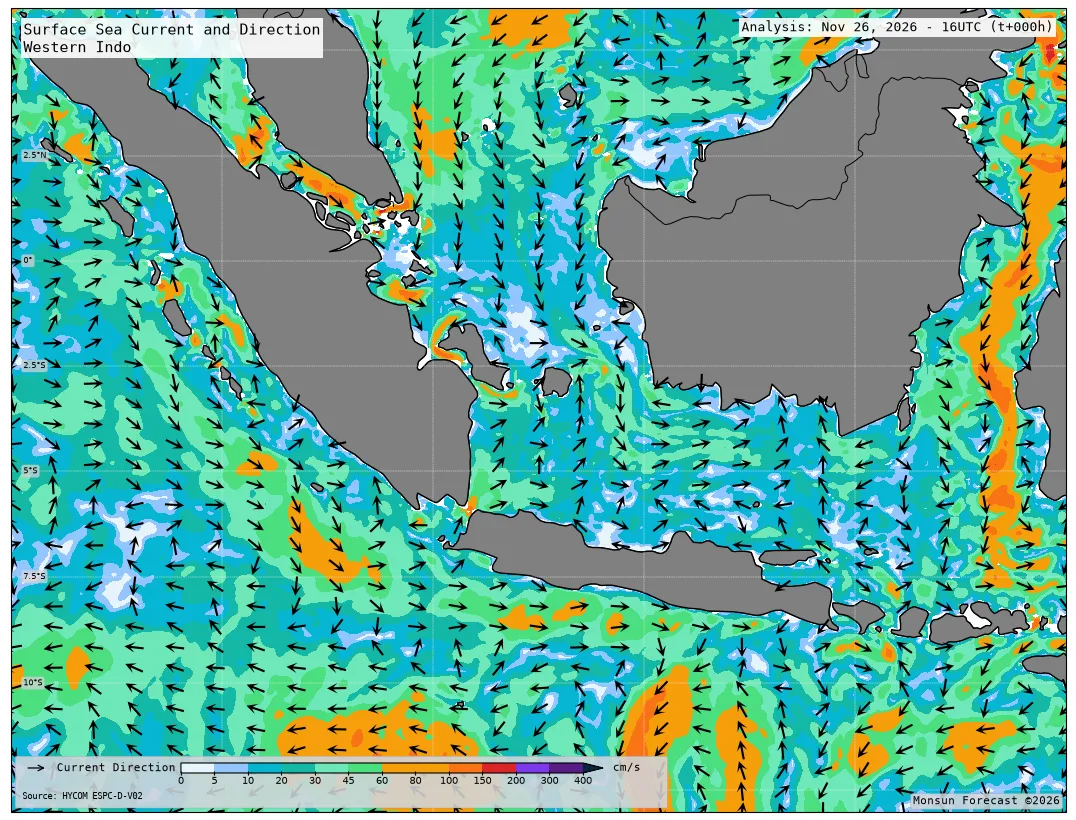 Surface Sea Current and Direction
Western Indo
Analysis: Nov 26, 2026 - 16UTC (t+000h)
2.5°N
0°
2.5°S
5°S
7.5°S
10°S
Current Direction
cm/s
0 5 10 20 30 45 60 80 100 150 200 300 400
Source: HYCOM ESPC-D-V02
Monsun Forecast ©2026